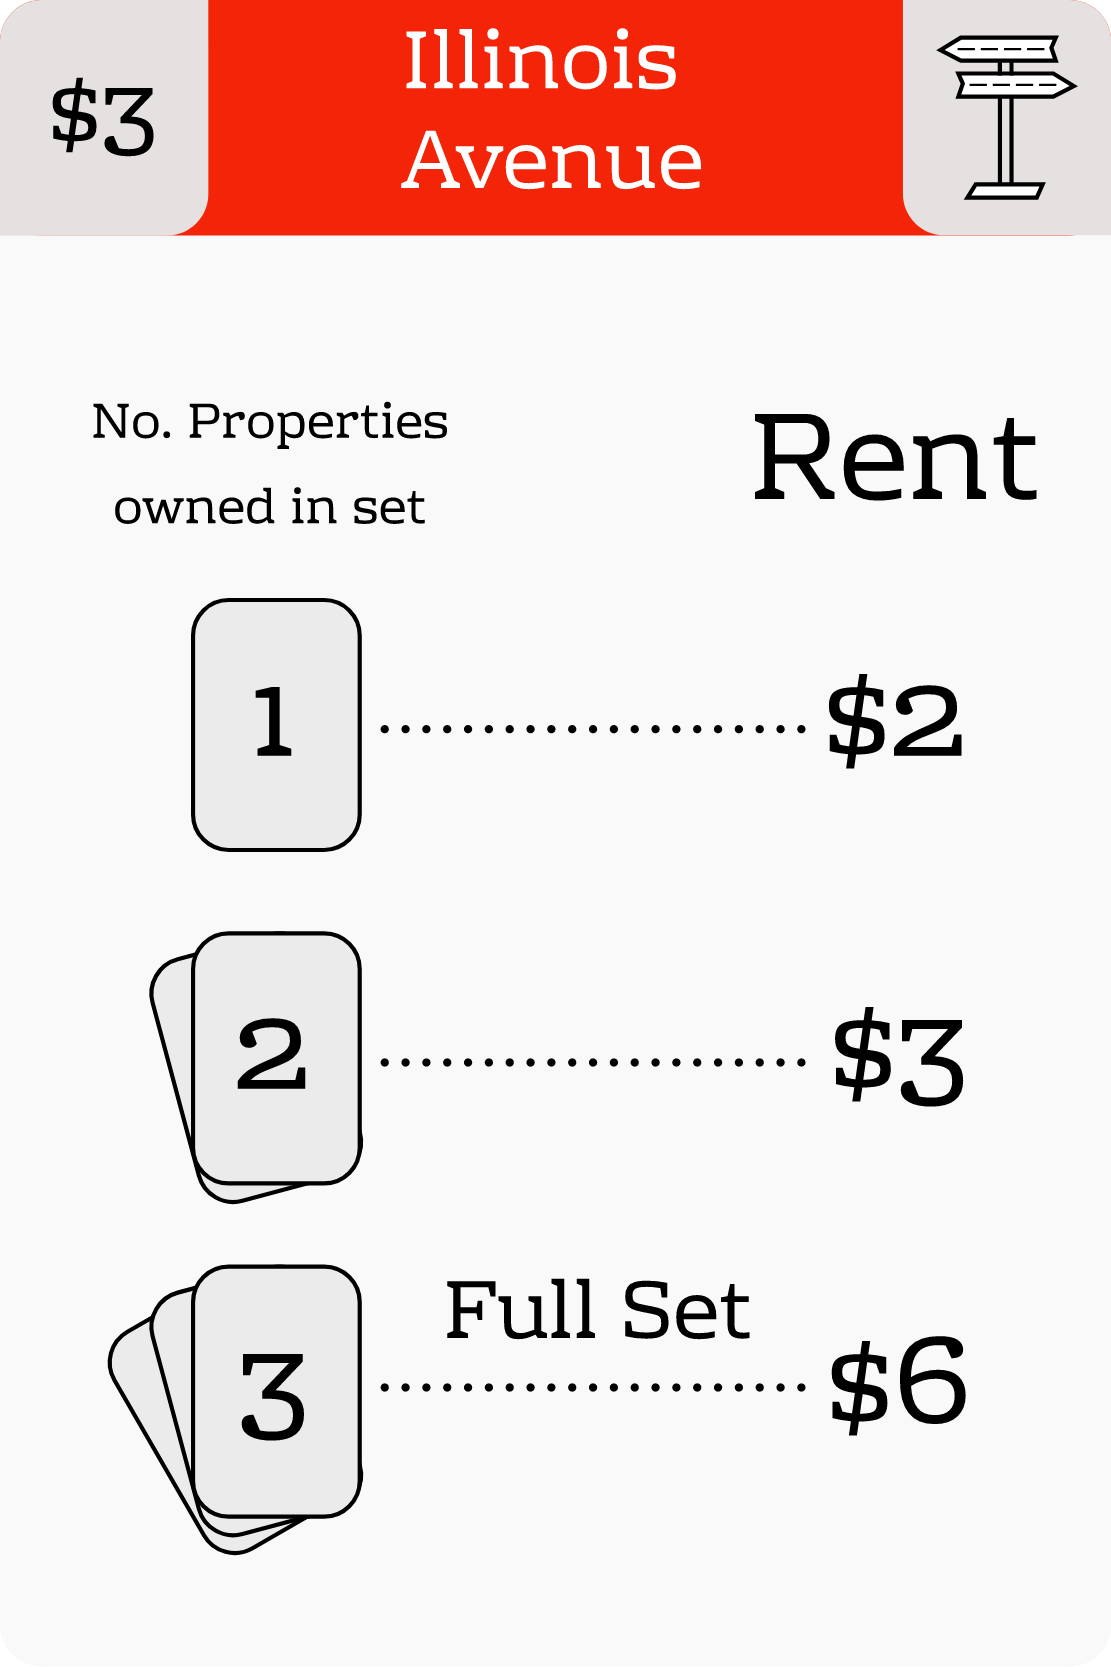 $3
Illinois
Avenue
No. Properties
owned in set
Rent
1 $2
2 $3
Full Set
3 $6